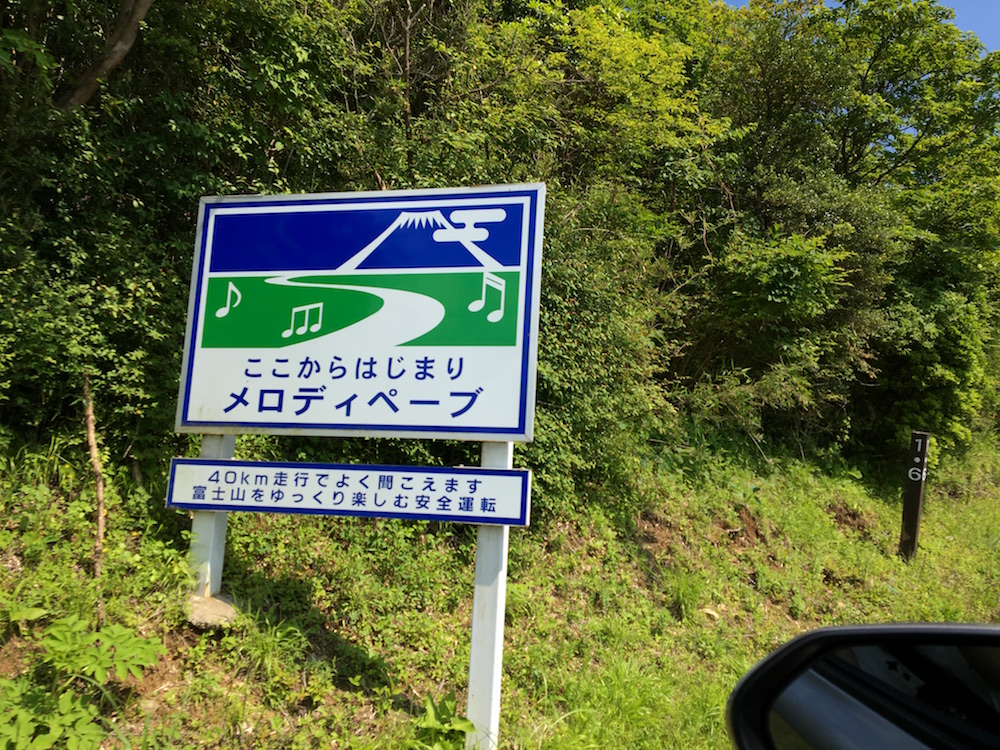 ここからはじまり
メロディペーブ
40km走行でよく聞こえます
富士山をゆっくり楽しむ安全運転
1.6